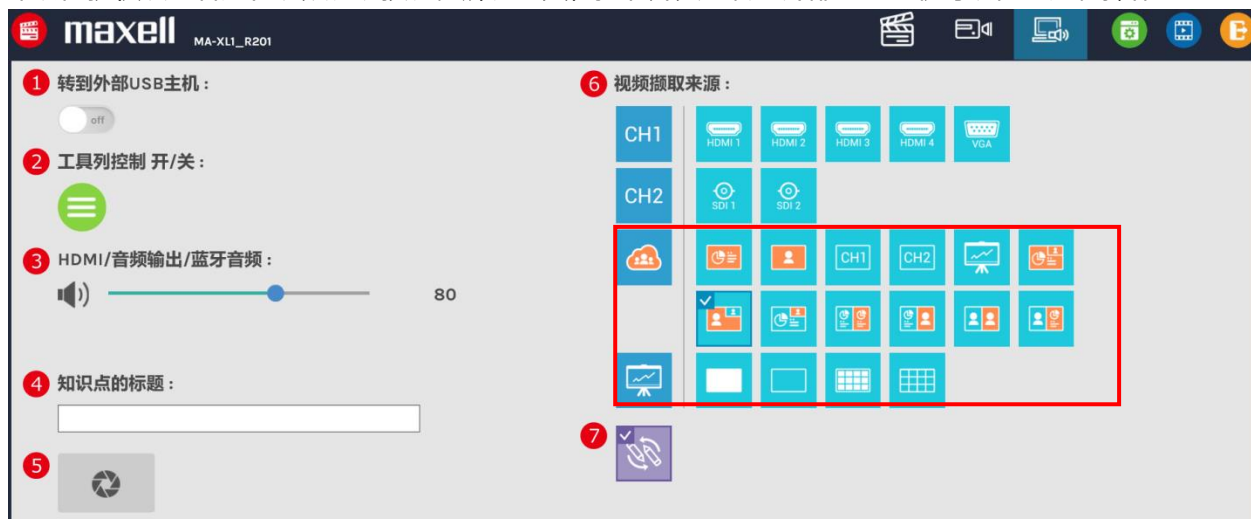 maxell MA-XL1_R201
1 转到外部USB主机：
off
2 工具列控制 开/关：
3 HDMI/音频输出/蓝牙音频：
80
4 知识点的标题：
5
6 视频撷取来源：
CH1 HDMI 1 HDMI 2 HDMI 3 HDMI 4 VGA
CH2 SDI 1 SDI 2
CH1 CH2
7